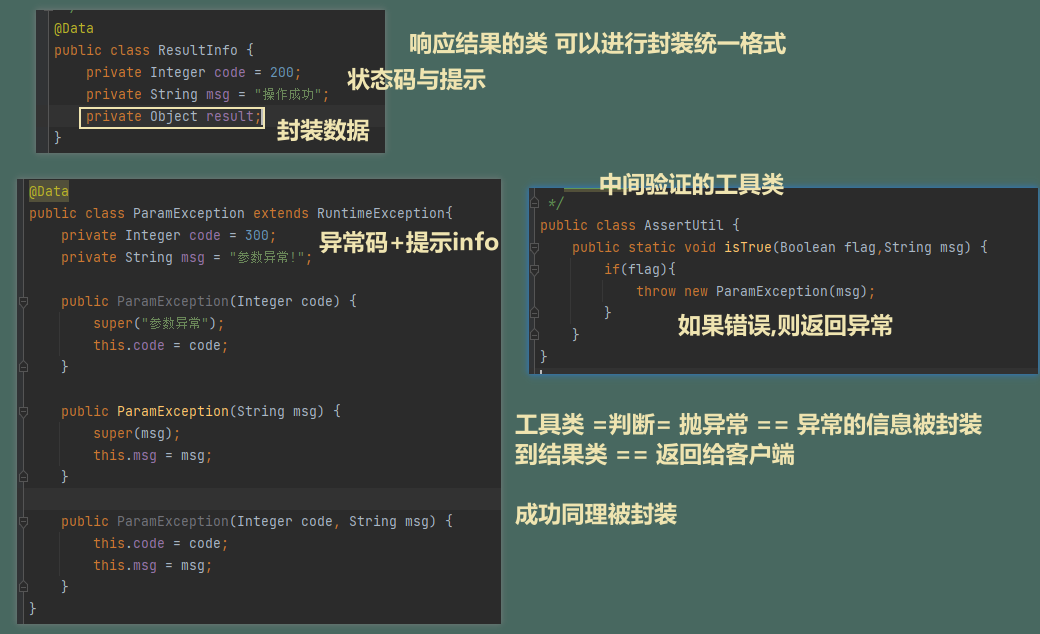 @Data
public class ResultInfo {
private Integer code = 200;
private String msg = "操作成功";
private Object result;
}
响应结果的类 可以进行封装统一格式
状态码与提示
封装数据
@Data
public class ParamException extends RuntimeException{
private Integer code = 300;
private String msg = "参数异常!";
public ParamException(Integer code) {
super("参数异常");
this.code = code;
}
public ParamException(String msg) {
super(msg);
this.msg = msg;
}
public ParamException(Integer code, String msg) {
this.code = code;
this.msg = msg;
}
}
异常码+提示info
中间验证的工具类
*/
public class AssertUtil {
public static void isTrue(Boolean flag,String msg) {
if(flag){
throw new ParamException(msg);
}
}
}
如果错误,则返回异常
工具类 =判断= 抛异常 == 异常的信息被封装
到结果类 == 返回给客户端
成功同理被封装